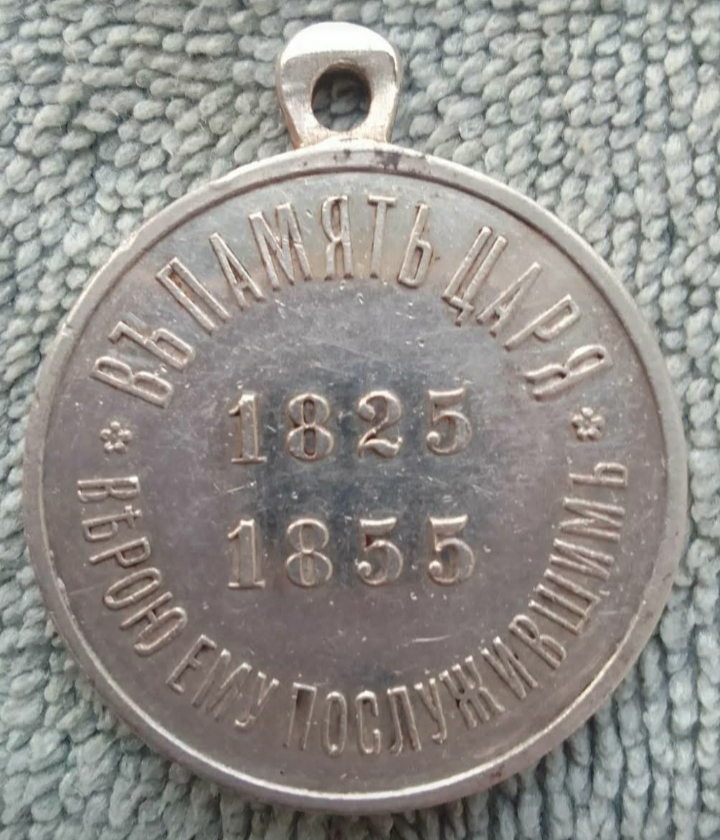 ВЪ ПАМЯТЬ ЦАРЯ
1825
1855
ВѢРОЮ ЕМУ ПОСЛУЖИВШИМЪ